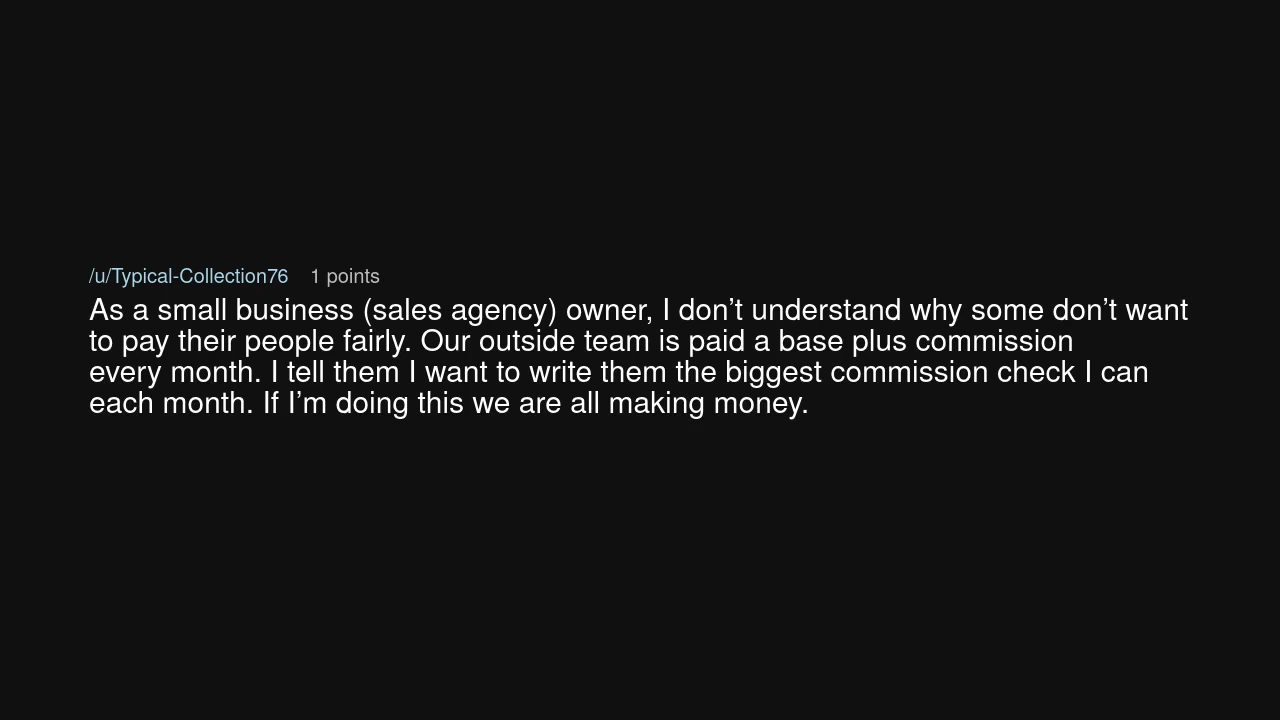 /u/Typical-Collection76 1 points
As a small business (sales agency) owner, I don’t understand why some don’t want
to pay their people fairly. Our outside team is paid a base plus commission
every month. I tell them I want to write them the biggest commission check I can
each month. If I’m doing this we are all making money.